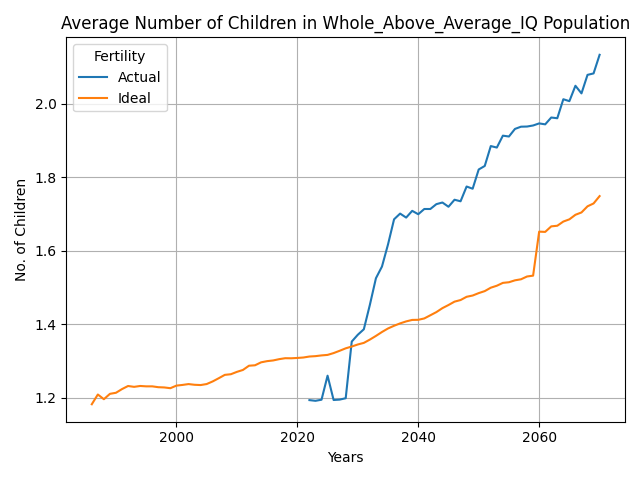 Average Number of Children in Whole_Above_Average_IQ Population
Fertility
Actual
Ideal
No. of Children
2.0
1.8
1.6
1.4
1.2
2000
2020
2040
2060
Years